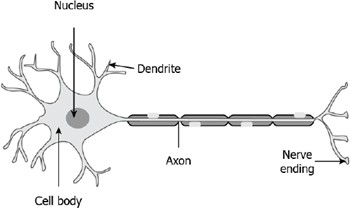 Nucleus
Dendrite
Axon
Nerve
ending
Cell body